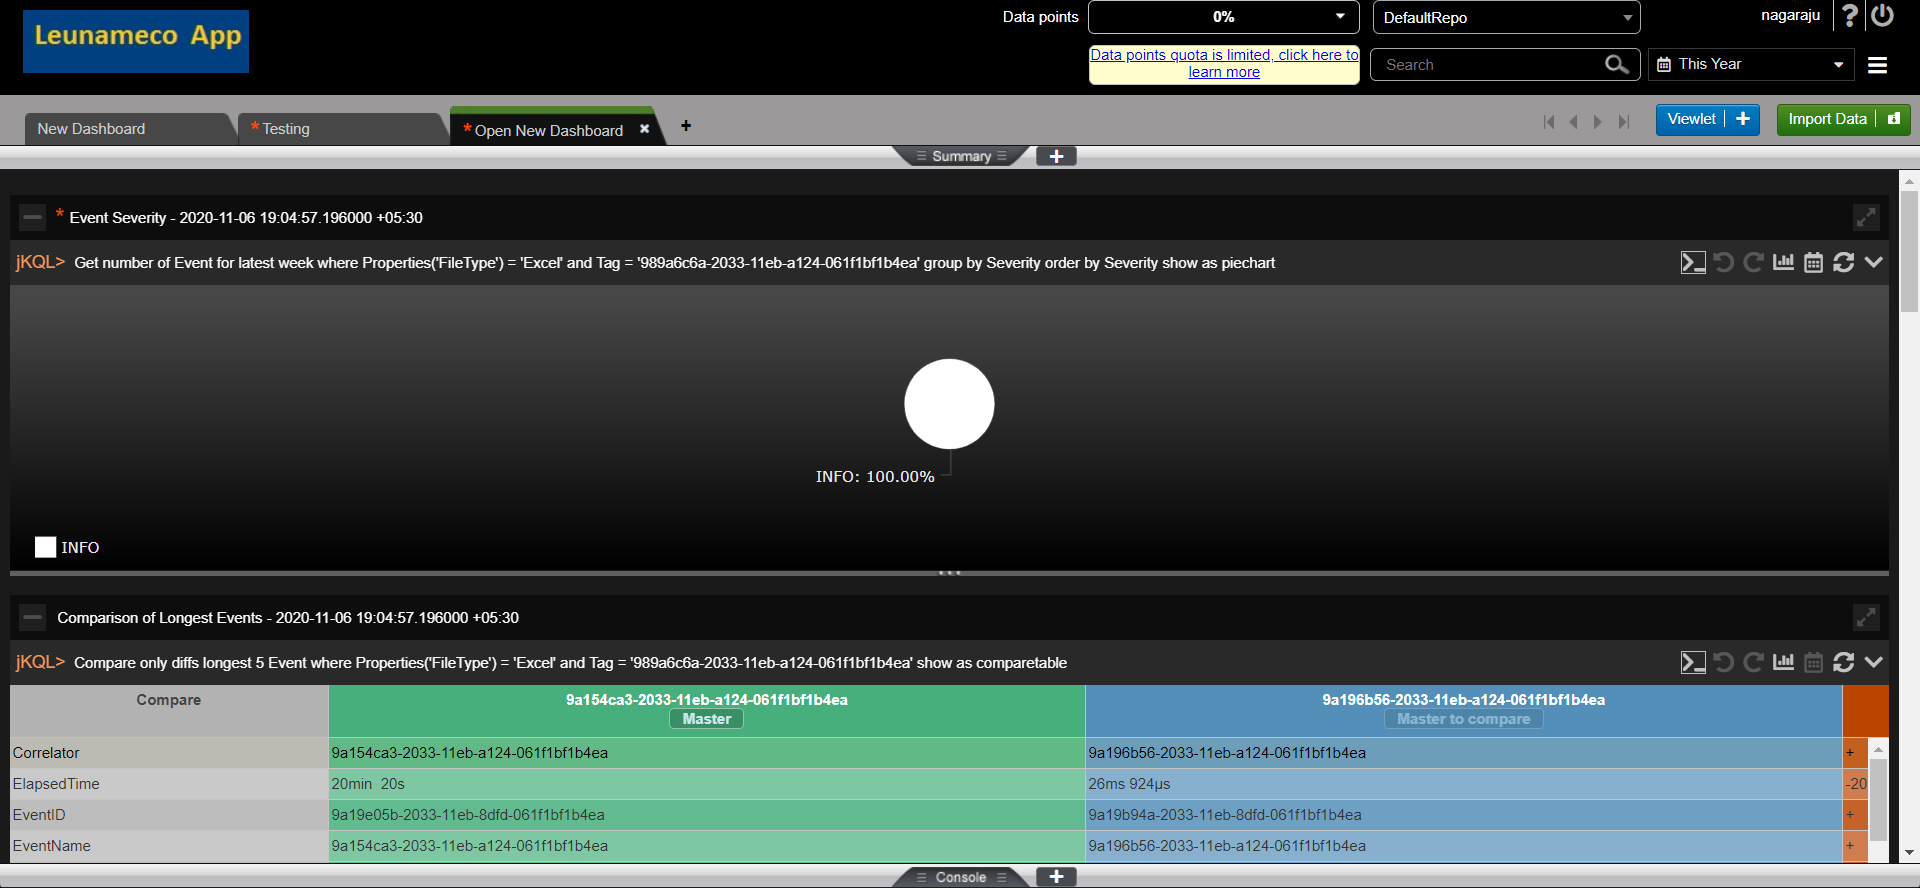 Leunameco App
Data points 0% DefaultRepo nagaraju ?
Data points quota is limited, click here to learn more
Search This Year
New Dashboard * Testing * Open New Dashboard ✖ + Viewlet + Import Data
Summary +
* Event Severity - 2020-11-06 19:04:57.196000 +05:30
jKQL> Get number of Event for latest week where Properties('FileType') = 'Excel' and Tag = '989a6c6a-2033-11eb-a124-061f1bf1b4ea' group by Severity order by Severity show as piechart
INFO: 100.00%
INFO
Comparison of Longest Events - 2020-11-06 19:04:57.196000 +05:30
jKQL> Compare only diffs longest 5 Event where Properties('FileType') = 'Excel' and Tag = '989a6c6a-2033-11eb-a124-061f1bf1b4ea' show as comparetable
Compare 9a154ca3-2033-11eb-a124-061f1bf1b4ea 9a196b56-2033-11eb-a124-061f1bf1b4ea
Master Master to compare
Correlator 9a154ca3-2033-11eb-a124-061f1bf1b4ea 9a196b56-2033-11eb-a124-061f1bf1b4ea +
ElapsedTime 20min 20s 26ms 924μs -20
EventID 9a19e05b-2033-11eb-8dfd-061f1bf1b4ea 9a19b94a-2033-11eb-8dfd-061f1bf1b4ea +
EventName 9a154ca3-2033-11eb-a124-061f1bf1b4ea 9a196b56-2033-11eb-a124-061f1bf1b4ea +
Console +